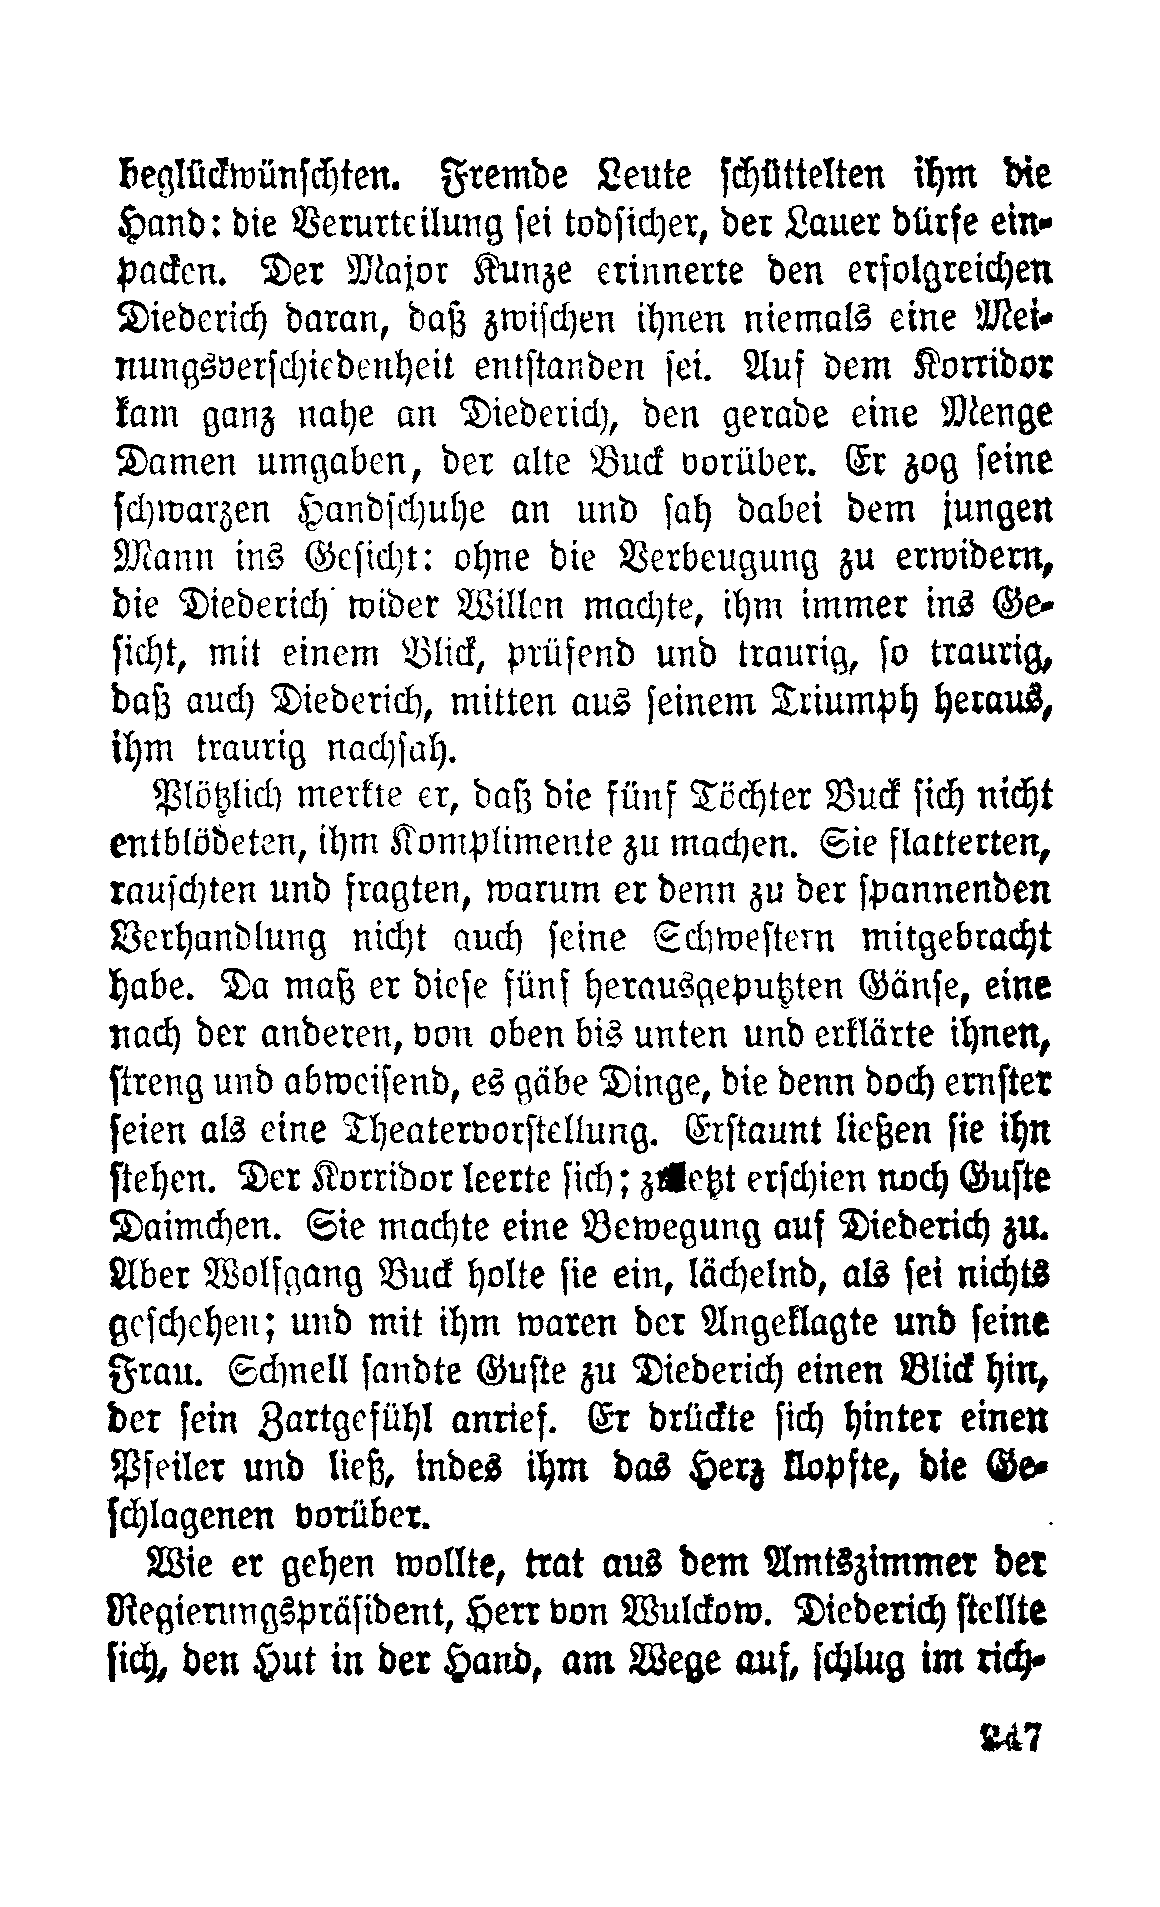 beglückwünschten. Fremde Leute schüttelten ihm die
Hand: die Verurteilung sei todsicher, der Lauer dürfe ein-
packen. Der Major Kunze erinnerte den erfolgreichen
Diederich daran, daß zwischen ihnen niemals eine Mei-
nungsverschiedenheit entstanden sei. Auf dem Korridor
kam ganz nahe an Diederich, den gerade eine Menge
Damen umgaben, der alte Buck vorüber. Er zog seine
schwarzen Handschuhe an und sah dabei dem jungen
Mann ins Gesicht: ohne die Verbeugung zu erwidern,
die Diederich wider Willen machte, ihm immer ins Ge-
sicht, mit einem Blick, prüfend und traurig, so traurig,
daß auch Diederich, mitten aus seinem Triumph heraus,
ihm traurig nachsah.
Plötzlich merkte er, daß die fünf Töchter Buck sich nicht
entblödeten, ihm Komplimente zu machen. Sie flatterten,
rauschten und fragten, warum er denn zu der spannenden
Verhandlung nicht auch seine Schwestern mitgebracht
habe. Da maß er diese fünf herausgeputzten Gänse, eine
nach der anderen, von oben bis unten und erklärte ihnen,
streng und abweisend, es gäbe Dinge, die denn doch ernster
seien als eine Theatervorstellung. Erstaunt ließen sie ihn
stehen. Der Korridor leerte sich; zuletzt erschien noch Guste
Daimchen. Sie machte eine Bewegung auf Diederich zu.
Aber Wolfgang Buck holte sie ein, lächelnd, als sei nichts
geschehen; und mit ihm waren der Angeklagte und seine
Frau. Schnell sandte Guste zu Diederich einen Blick hin,
der sein Zartgefühl anrief. Er drückte sich hinter einen
Pfeiler und ließ, indes ihm das Herz klopfte, die Ge-
schlagenen vorüber.
Wie er gehen wollte, trat aus dem Amtszimmer der
Regierungspräsident, Herr von Wulckow. Diederich stellte
sich, den Hut in der Hand, am Wege auf, schlug im rich-
247